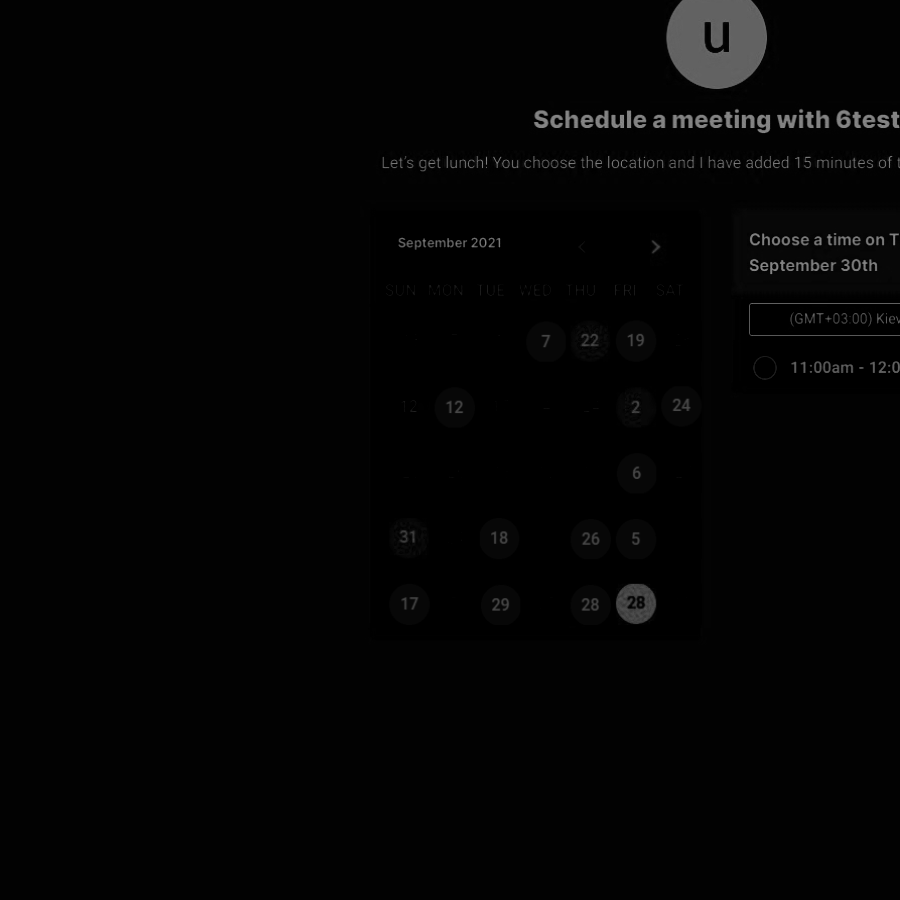 u
Schedule a meeting with 6test
Let's get lunch! You choose the location and I have added 15 minutes of
September 2021
SUN MON TUE WED THU FRI SAT
7 22 19
12 12 2 24
6
31 18 26 5
17 29 28 28
Choose a time on T
September 30th
(GMT+03:00) Kiev
11:00am - 12:0